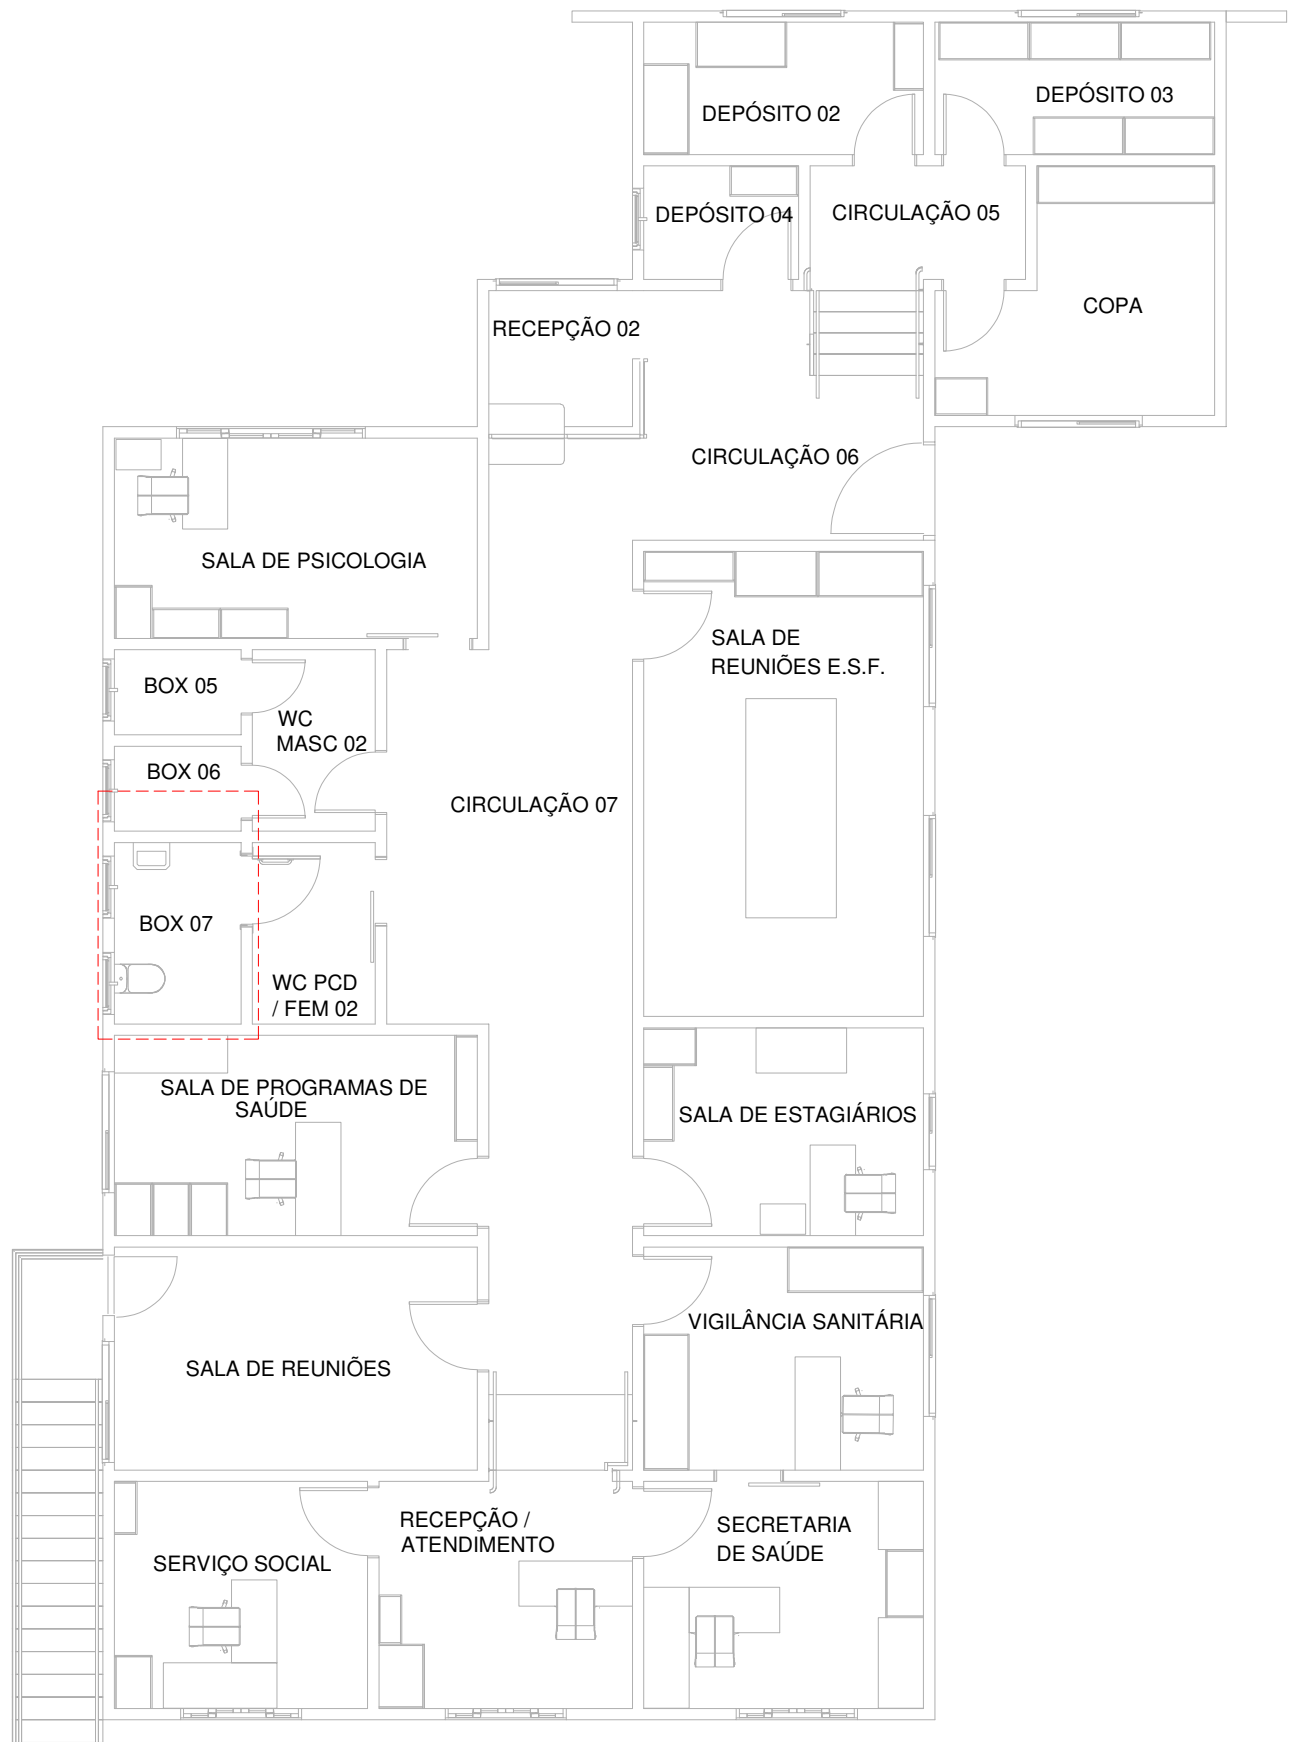 DEPÓSITO 02
DEPÓSITO 03
DEPÓSITO 04
CIRCULAÇÃO 05
COPA
RECEPÇÃO 02
CIRCULAÇÃO 06
SALA DE PSICOLOGIA
SALA DE
REUNIÕES E.S.F.
BOX 05
WC
MASC 02
BOX 06
CIRCULAÇÃO 07
BOX 07
WC PCD
/ FEM 02
SALA DE PROGRAMAS DE
SAÚDE
SALA DE ESTAGIÁRIOS
VIGILÂNCIA SANITÁRIA
SALA DE REUNIÕES
RECEPÇÃO /
ATENDIMENTO
SECRETARIA
DE SAÚDE
SERVIÇO SOCIAL